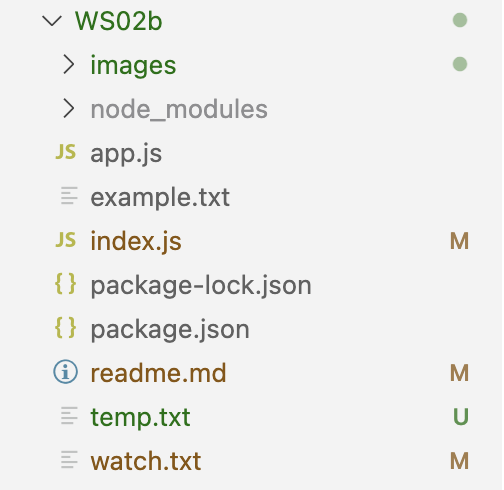 WS02b
images
node_modules
JS app.js
example.txt
JS index.js M
{} package-lock.json
{} package.json
readme.md M
temp.txt U
watch.txt M